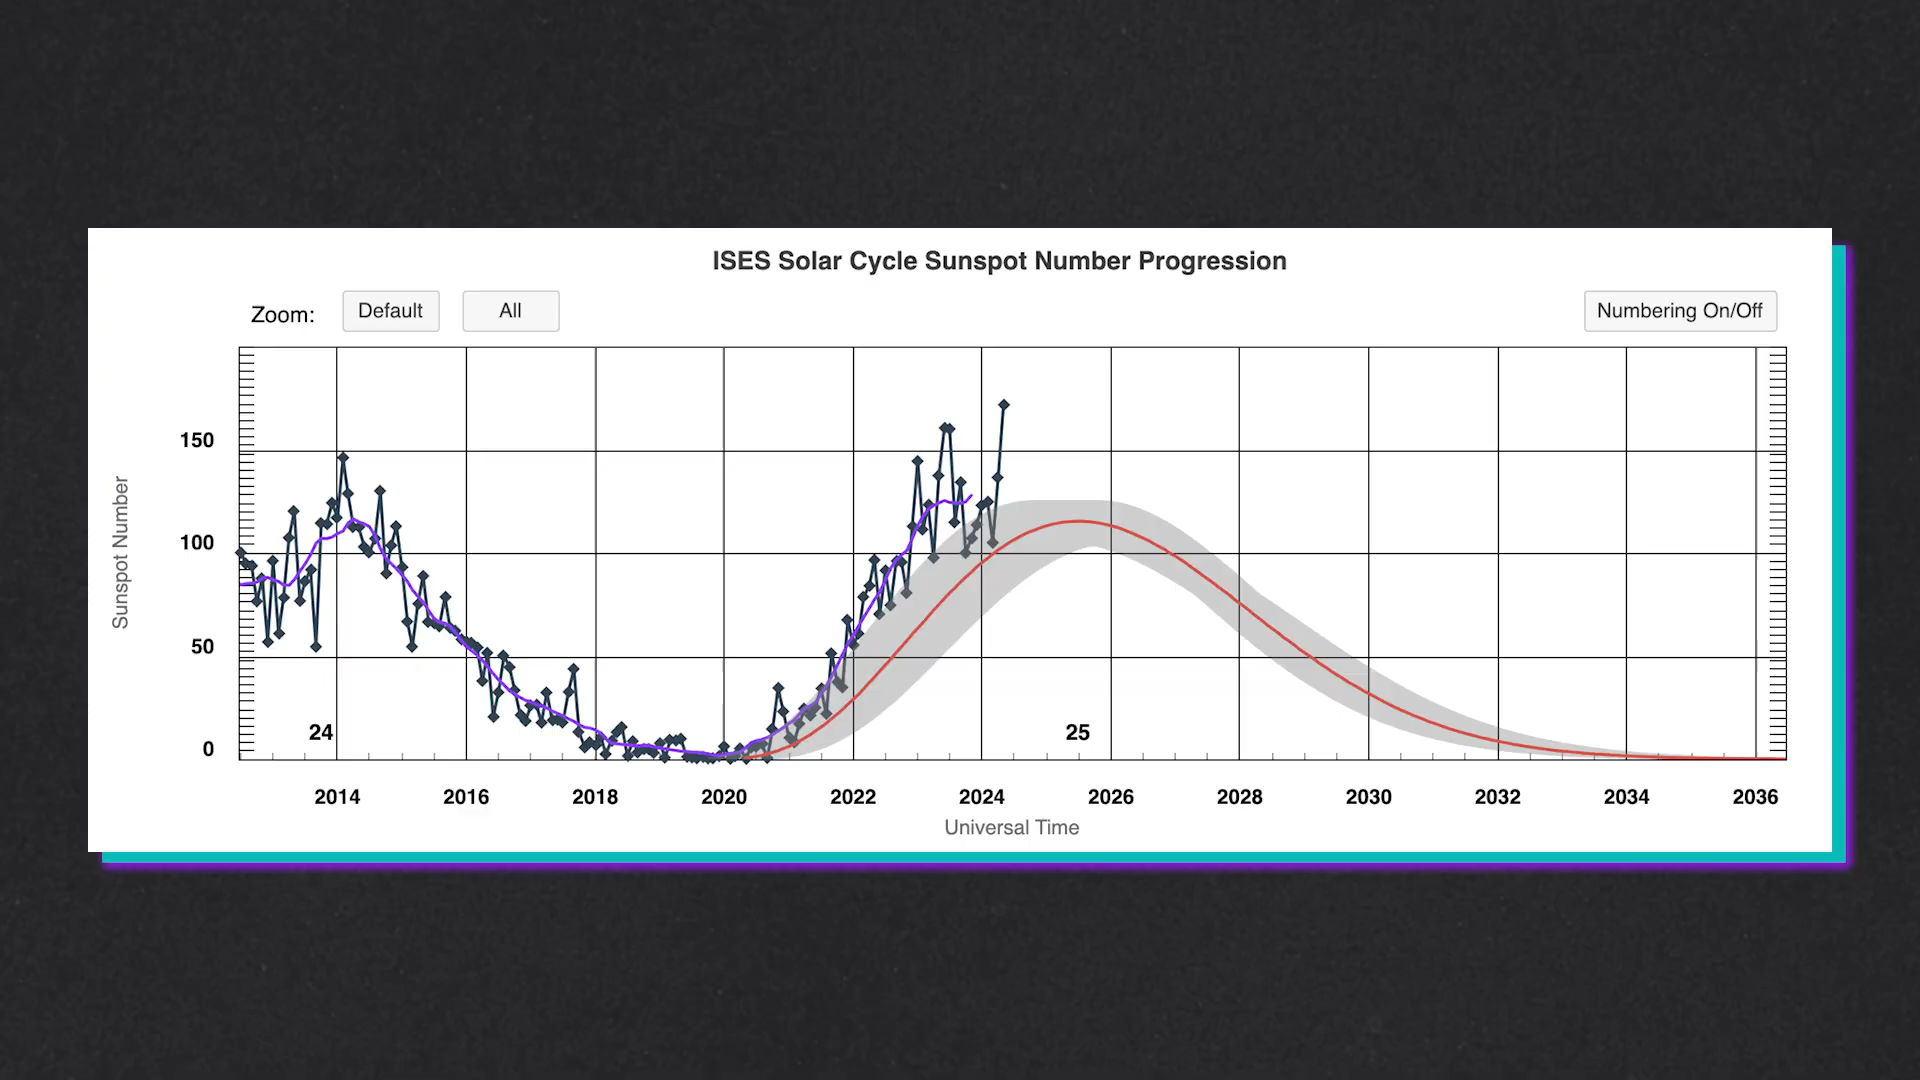 ISES Solar Cycle Sunspot Number Progression
Zoom: Default All Numbering On/Off
150
100
50
0
Sunspot Number
24 25
2014 2016 2018 2020 2022 2024 2026 2028 2030 2032 2034 2036
Universal Time